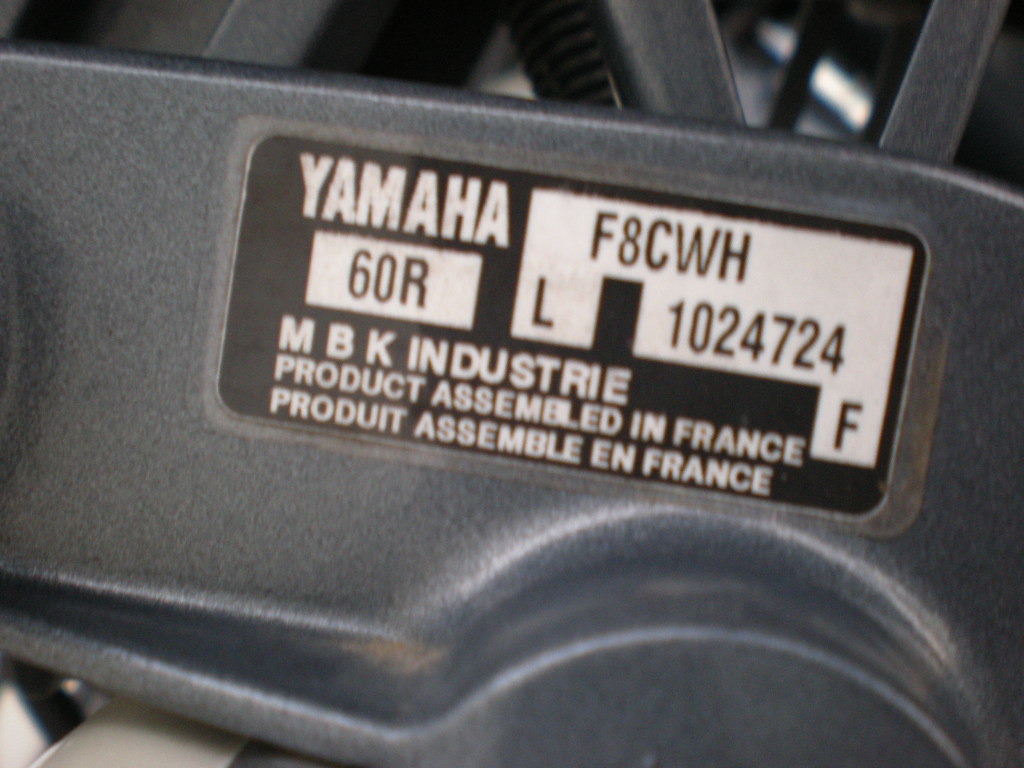 YAMAHA
F8CWH
60R
L 1024724
M B K INDUSTRIE
PRODUCT ASSEMBLED IN FRANCE
F
PRODUIT ASSEMBLE EN FRANCE